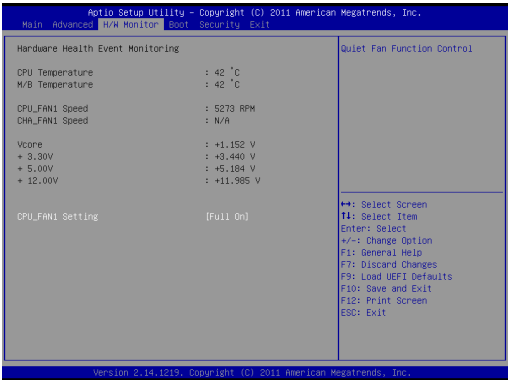 Aptio Setup Utility - Copyright (C) 2011 American Megatrends, Inc.
Main Advanced H/W Monitor Boot Security Exit
Hardware Health Event Monitoring
CPU Temperature : 42 °C
M/B Temperature : 42 °C
CPU_FAN1 Speed : 5273 RPM
CHA_FAN1 Speed : N/A
Vcore : +1.152 V
+ 3.30V : +3.440 V
+ 5.00V : +5.184 V
+ 12.00V : +11.985 V
CPU_FAN1 Setting [Full On]
Quiet Fan Function Control
↔: Select Screen
↑↓: Select Item
Enter: Select
+/-: Change Option
F1: General Help
F7: Discard Changes
F9: Load UEFI Defaults
F10: Save and Exit
F12: Print Screen
ESC: Exit
Version 2.14.1219. Copyright (C) 2011 American Megatrends, Inc.